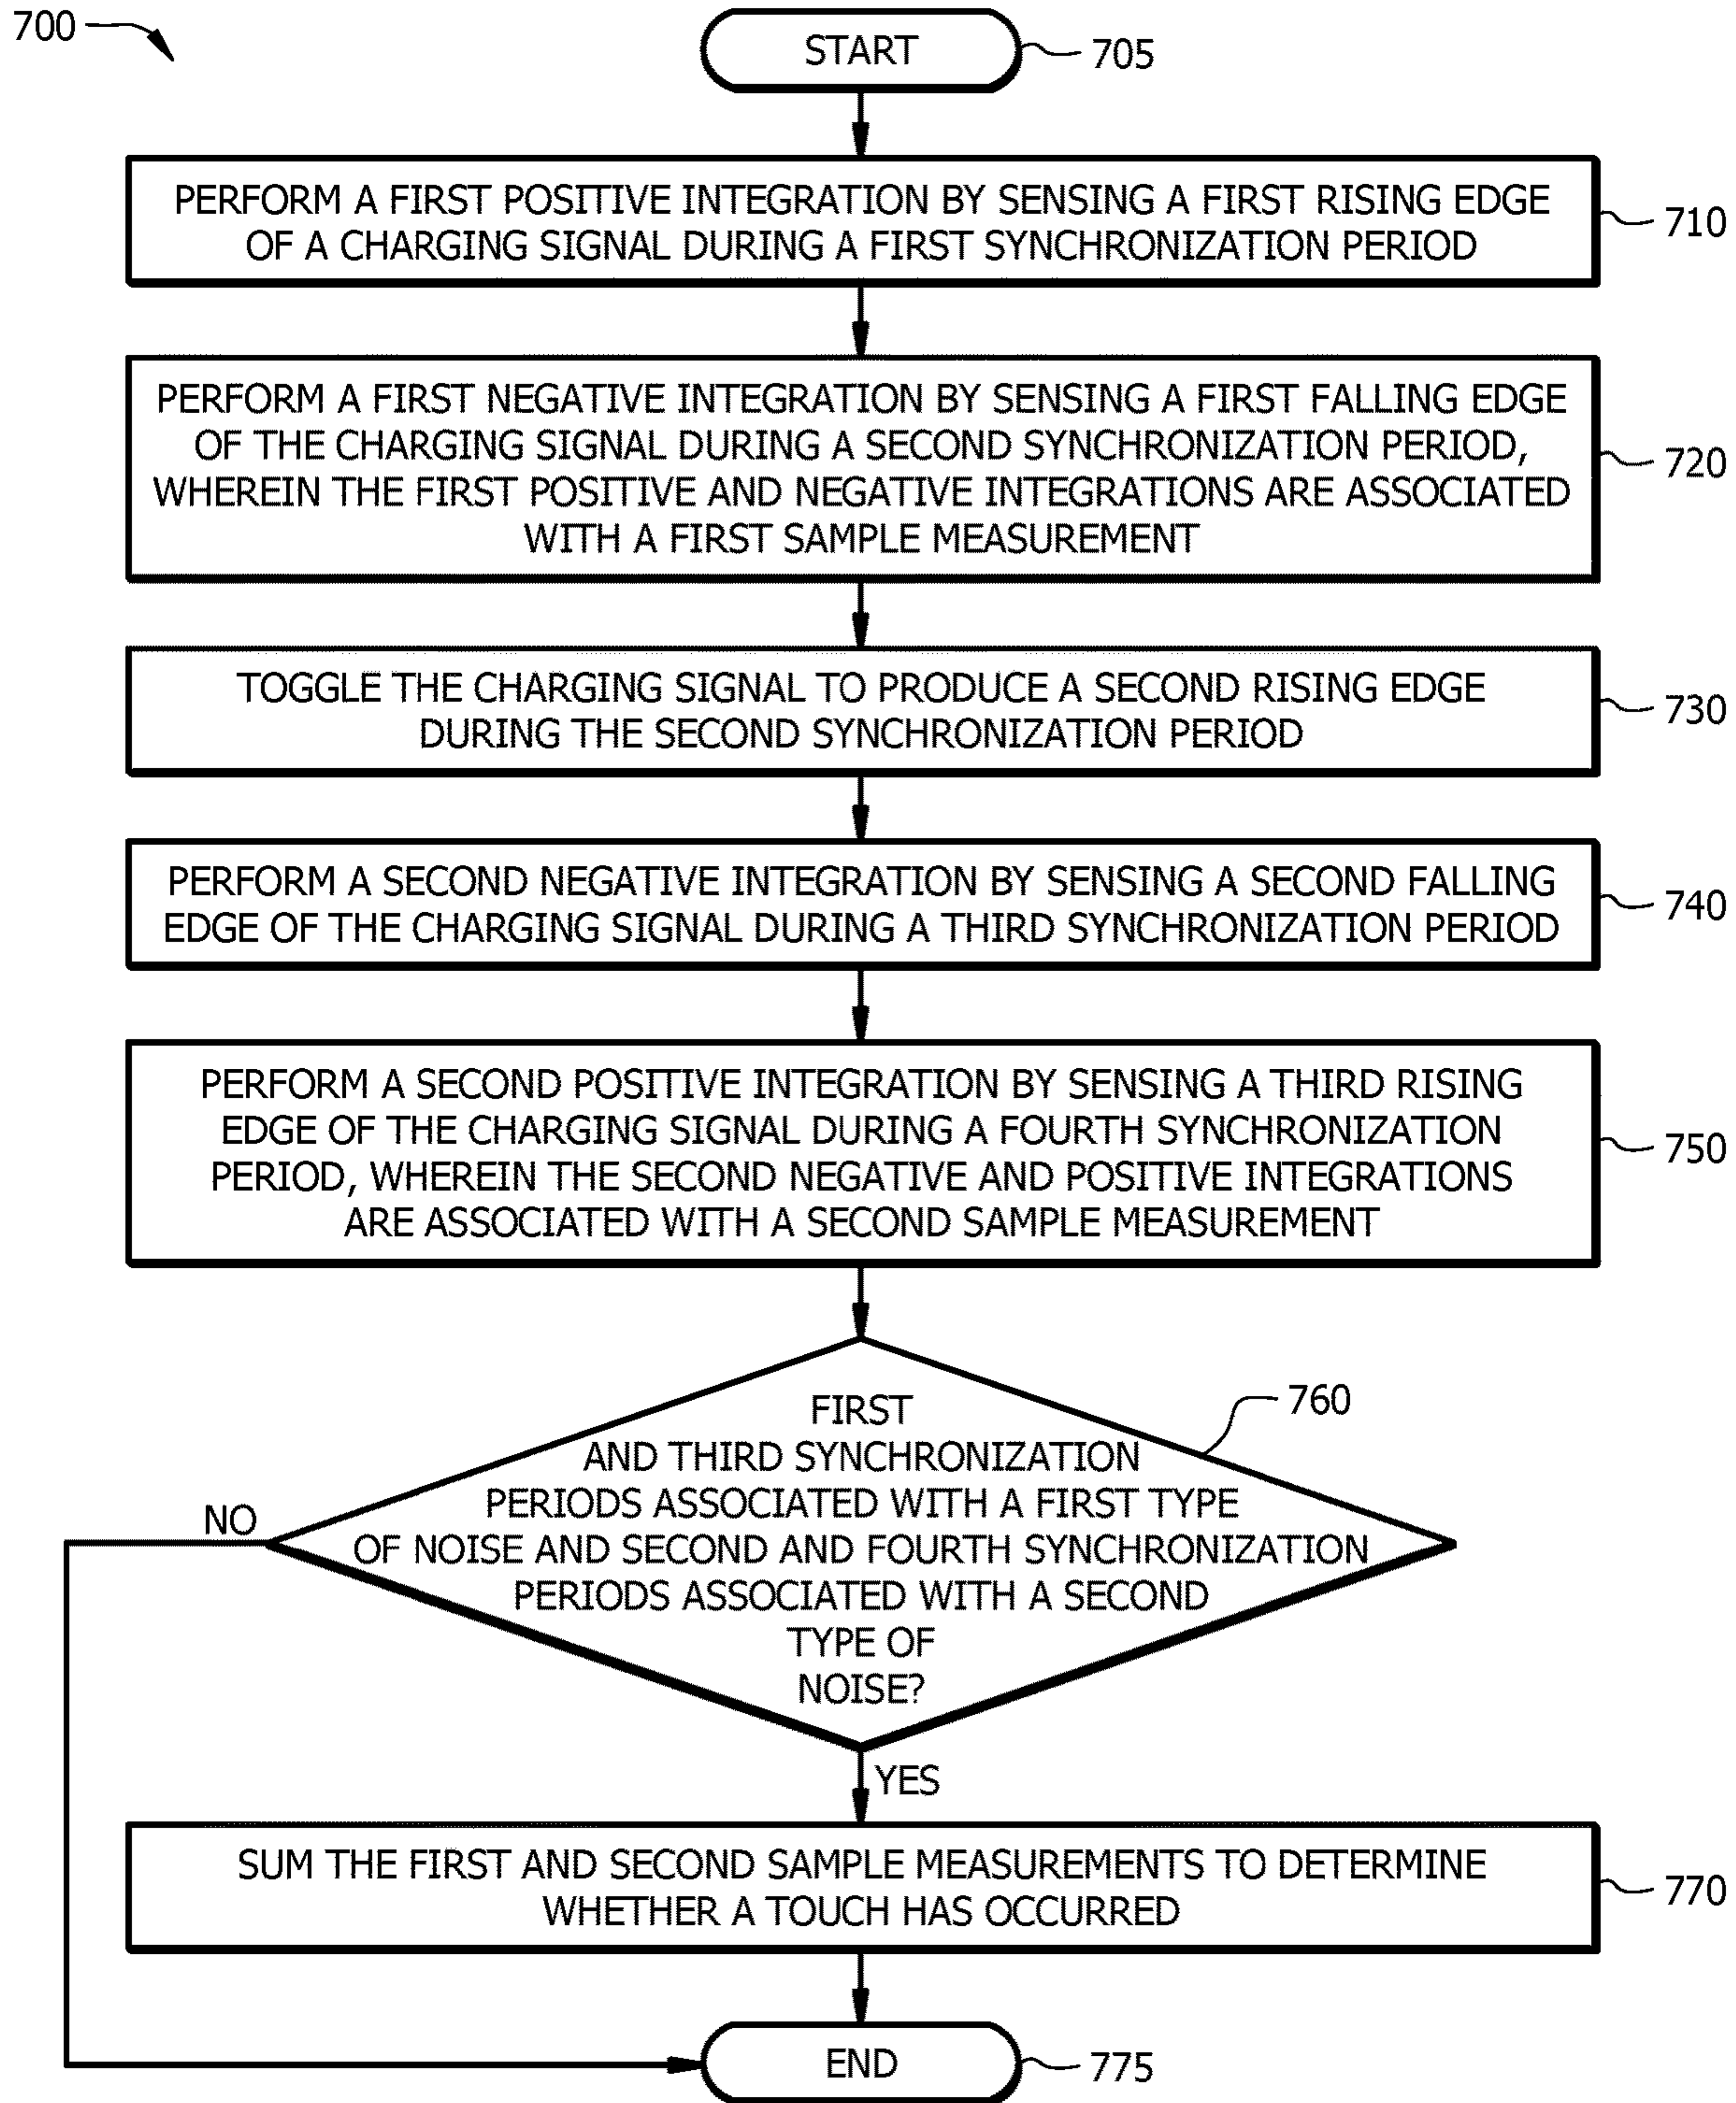 700
START
705
PERFORM A FIRST POSITIVE INTEGRATION BY SENSING A FIRST RISING EDGE
OF A CHARGING SIGNAL DURING A FIRST SYNCHRONIZATION PERIOD
710
PERFORM A FIRST NEGATIVE INTEGRATION BY SENSING A FIRST FALLING EDGE
OF THE CHARGING SIGNAL DURING A SECOND SYNCHRONIZATION PERIOD,
WHEREIN THE FIRST POSITIVE AND NEGATIVE INTEGRATIONS ARE ASSOCIATED
WITH A FIRST SAMPLE MEASUREMENT
720
TOGGLE THE CHARGING SIGNAL TO PRODUCE A SECOND RISING EDGE
DURING THE SECOND SYNCHRONIZATION PERIOD
730
PERFORM A SECOND NEGATIVE INTEGRATION BY SENSING A SECOND FALLING
EDGE OF THE CHARGING SIGNAL DURING A THIRD SYNCHRONIZATION PERIOD
740
PERFORM A SECOND POSITIVE INTEGRATION BY SENSING A THIRD RISING
EDGE OF THE CHARGING SIGNAL DURING A FOURTH SYNCHRONIZATION
PERIOD, WHEREIN THE SECOND NEGATIVE AND POSITIVE INTEGRATIONS
ARE ASSOCIATED WITH A SECOND SAMPLE MEASUREMENT
750
FIRST
AND THIRD SYNCHRONIZATION
PERIODS ASSOCIATED WITH A FIRST TYPE
OF NOISE AND SECOND AND FOURTH SYNCHRONIZATION
PERIODS ASSOCIATED WITH A SECOND
TYPE OF
NOISE?
760
NO
YES
SUM THE FIRST AND SECOND SAMPLE MEASUREMENTS TO DETERMINE
WHETHER A TOUCH HAS OCCURRED
770
END
775